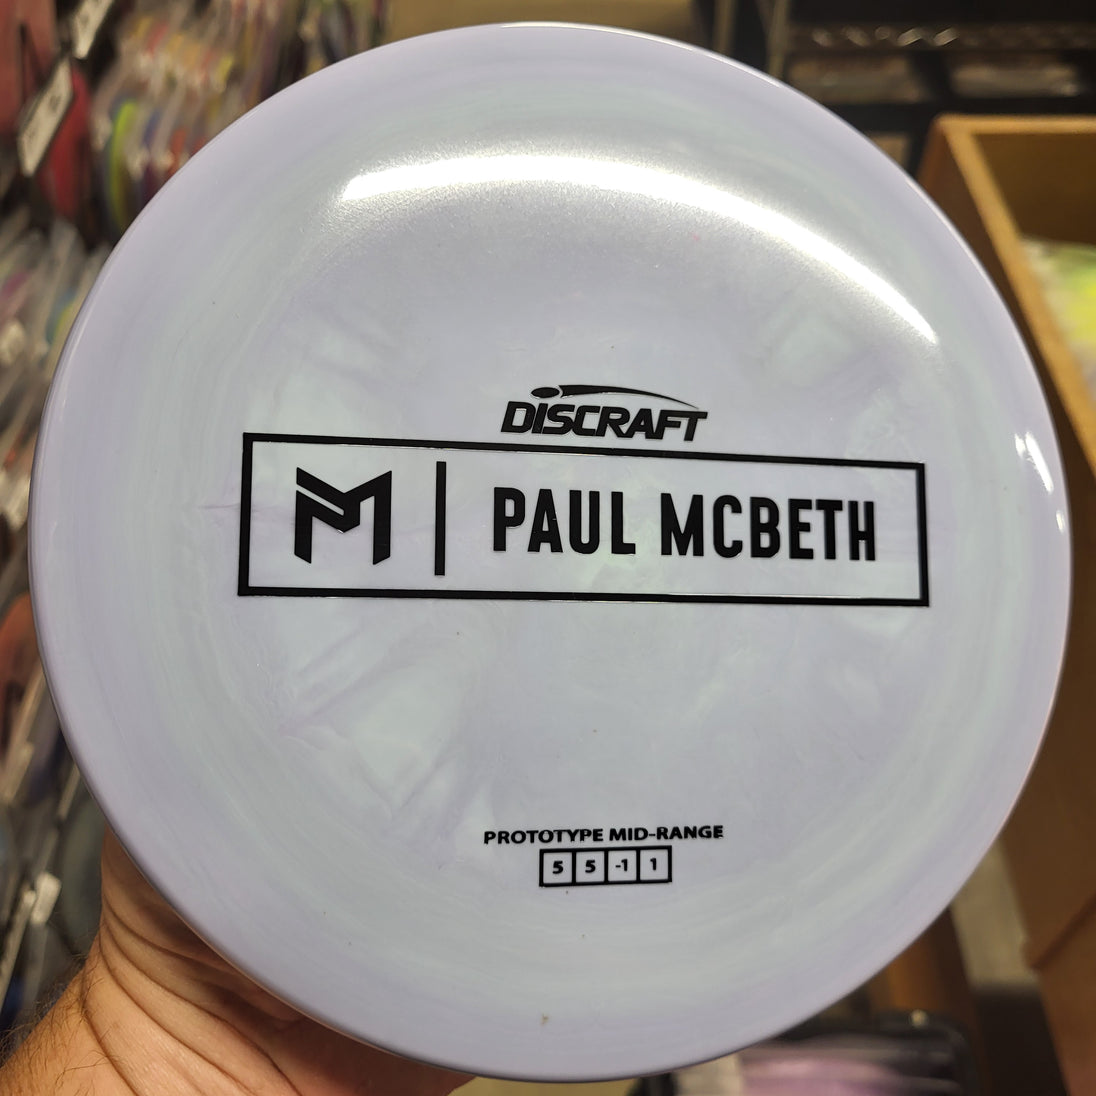 DISCRAFT
M | PAUL MCBETH
PROTOTYPE MID-RANGE
5 5 -1 1